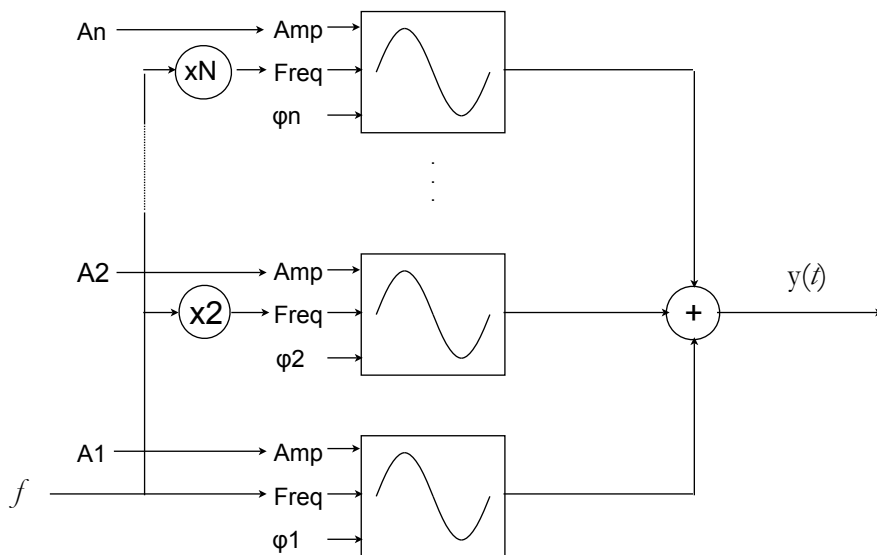 An
Amp
xN
Freq
φn
A2
Amp
x2
Freq
φ2
+
y(t)
A1
Amp
f
Freq
φ1